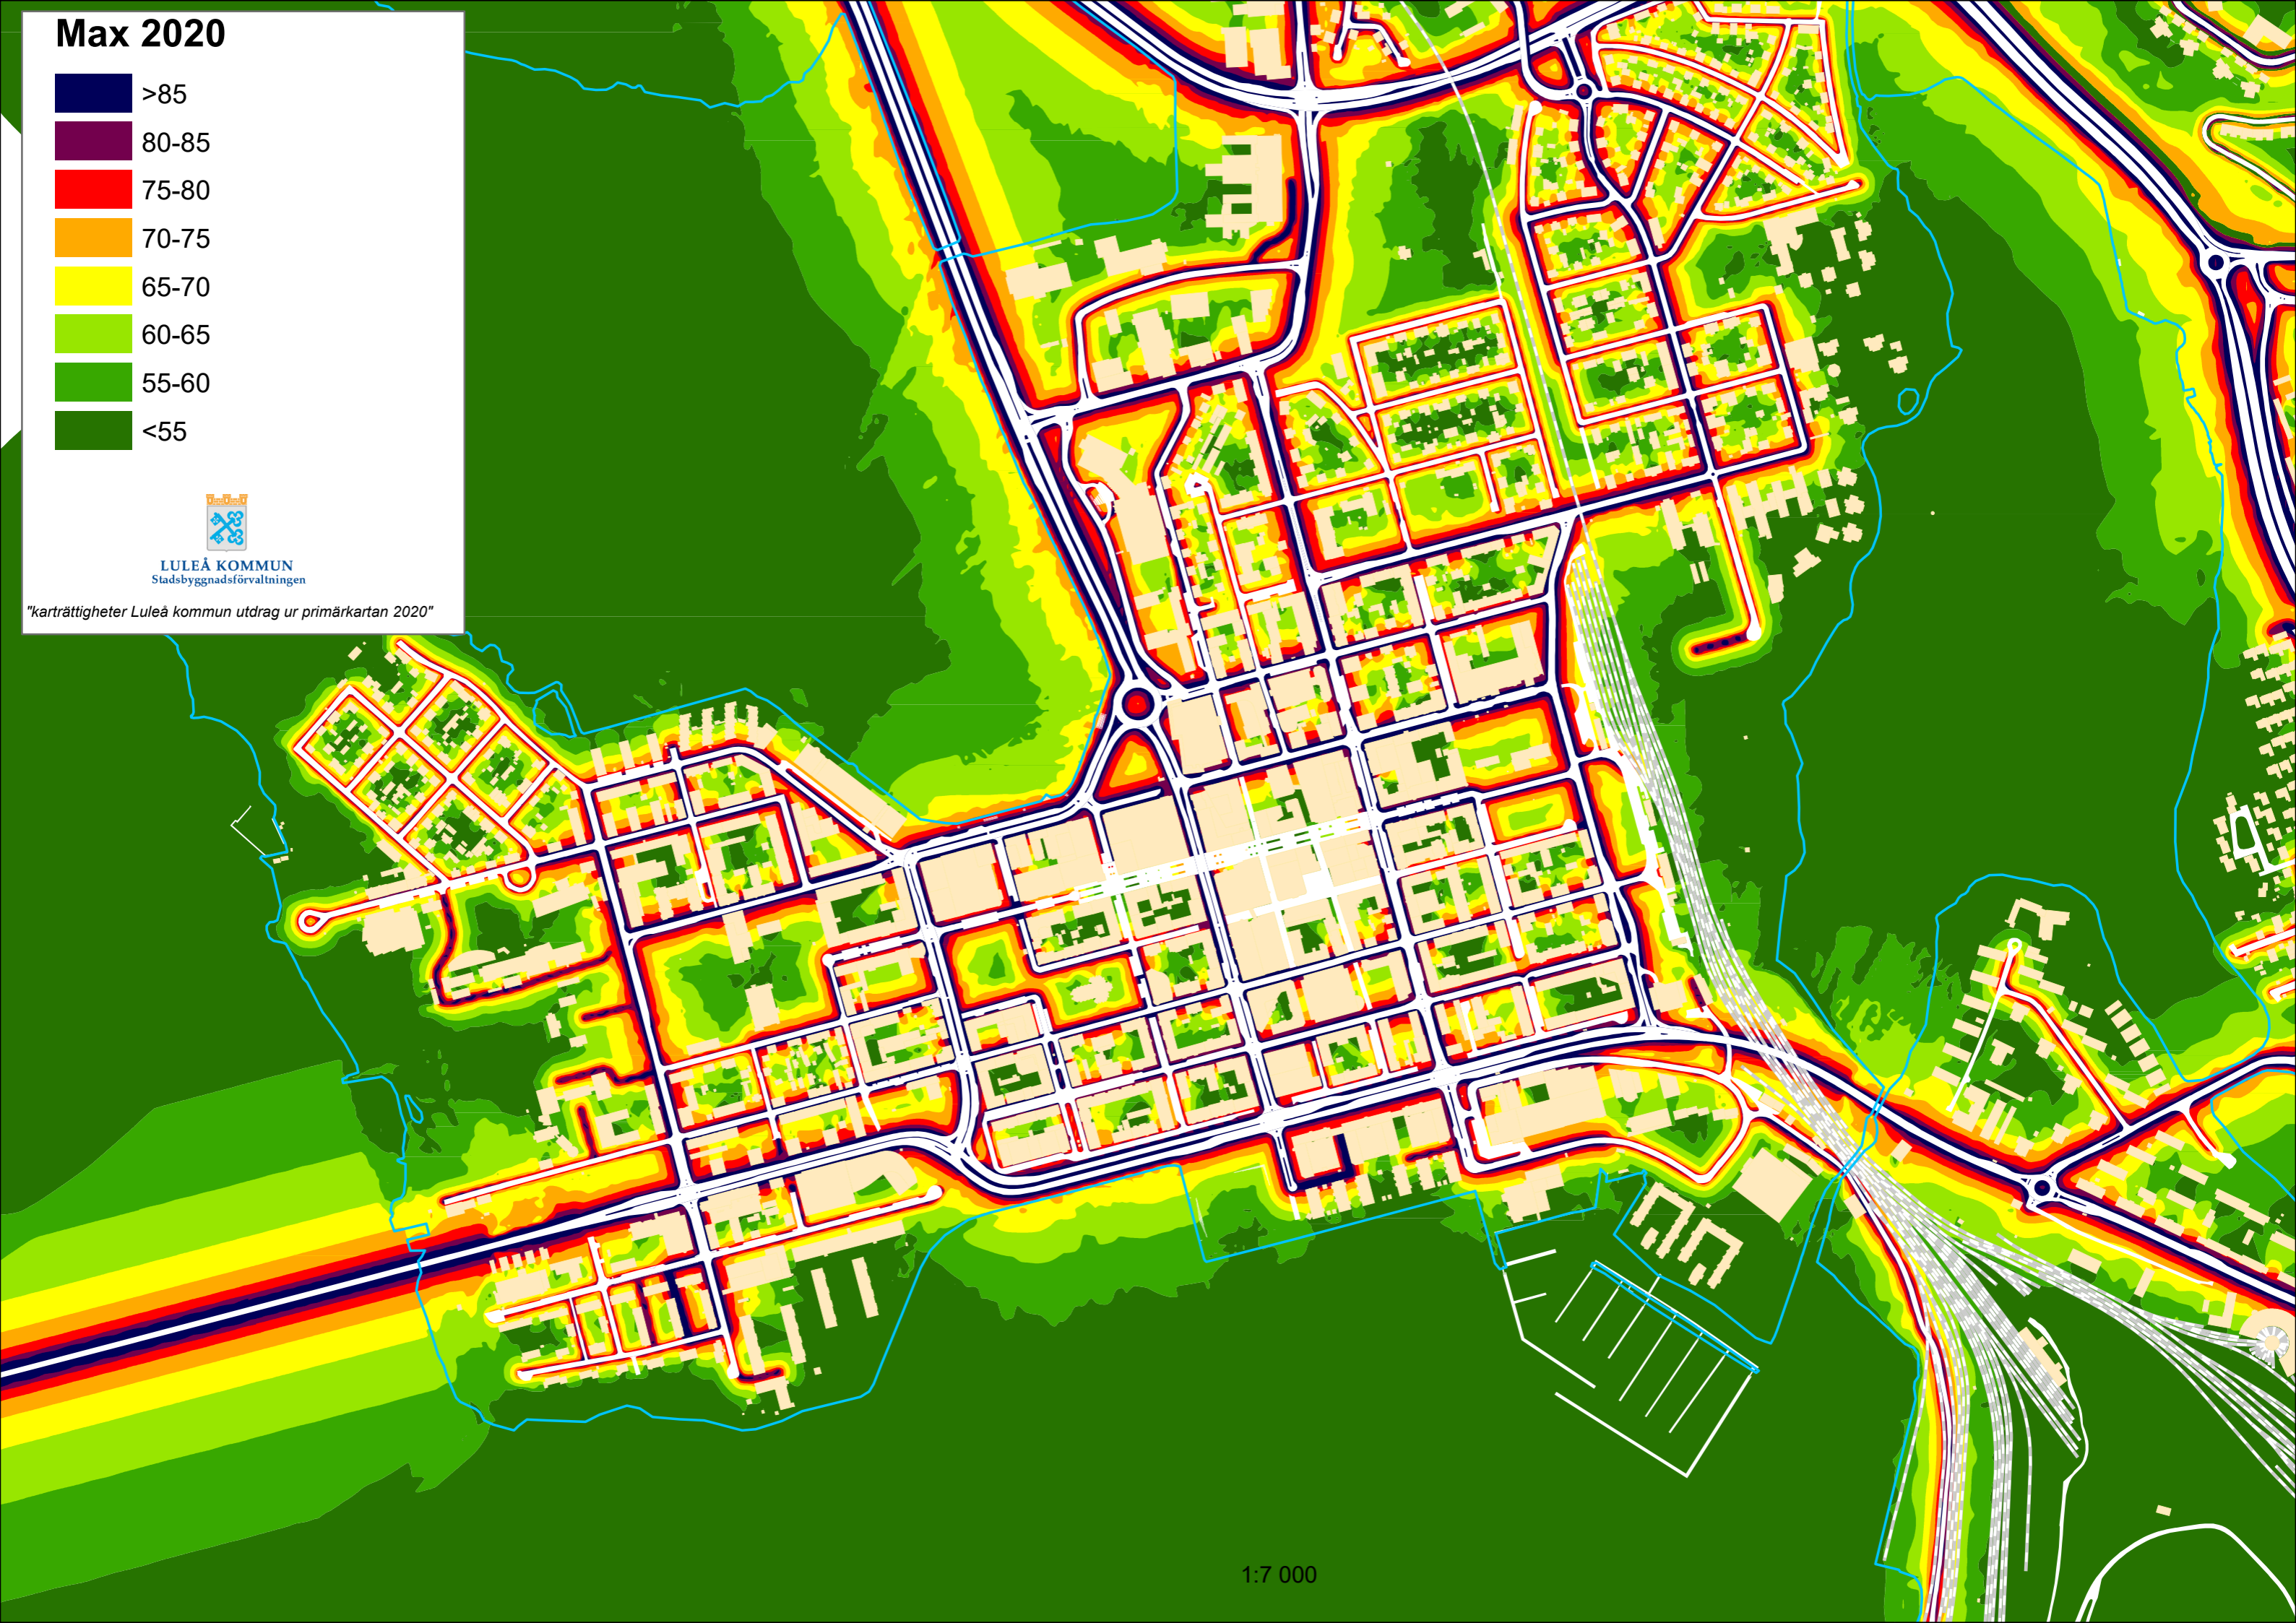 Max 2020
>85
80-85
75-80
70-75
65-70
60-65
55-60
<55
LULEÅ KOMMUN
Stadsbyggnadsförvaltningen
"karträttigheter Luleå kommun utdrag ur primärkartan 2020"
1:7 000